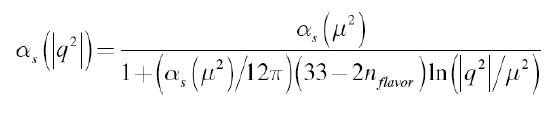 α_s(|q²|) = α_s(μ²) / 1+(α_s(μ²)/12π)(33−2n_flavor)ln(|q²|/μ²)